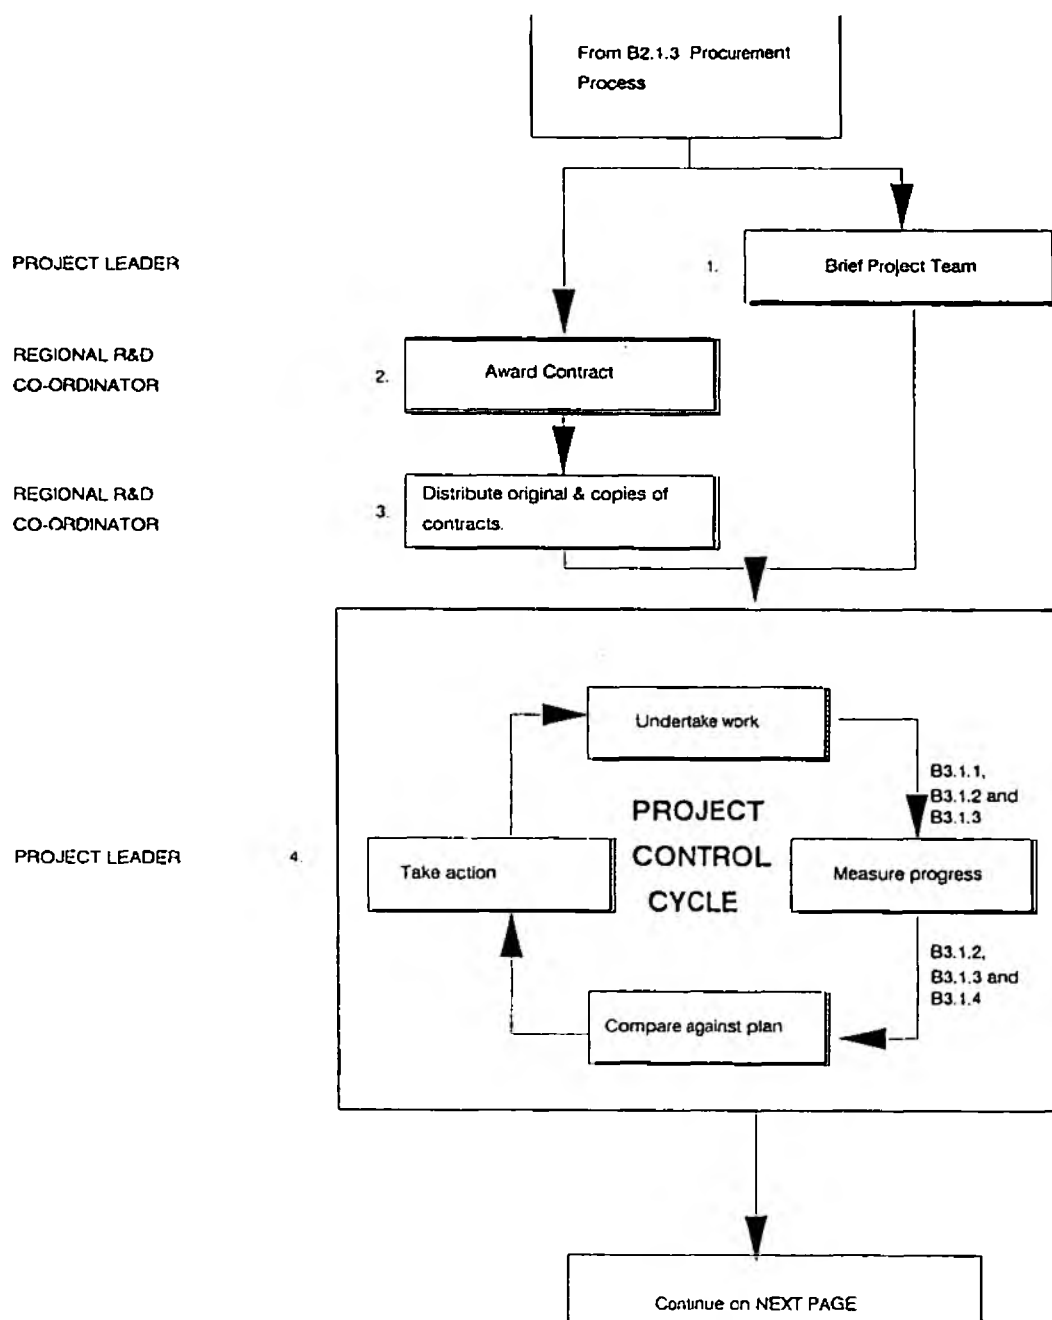 From B2.1.3 Procurement
Process
PROJECT LEADER
1.
Brief Project Team
REGIONAL R&D
CO-ORDINATOR
2.
Award Contract
REGIONAL R&D
CO-ORDINATOR
3.
Distribute original & copies of
contracts.
Undertake work
B3.1.1,
B3.1.2 and
B3.1.3
PROJECT
CONTROL
CYCLE
PROJECT LEADER
4.
Take action
Measure progress
B3.1.2,
B3.1.3 and
B3.1.4
Compare against plan
Continue on NEXT PAGE